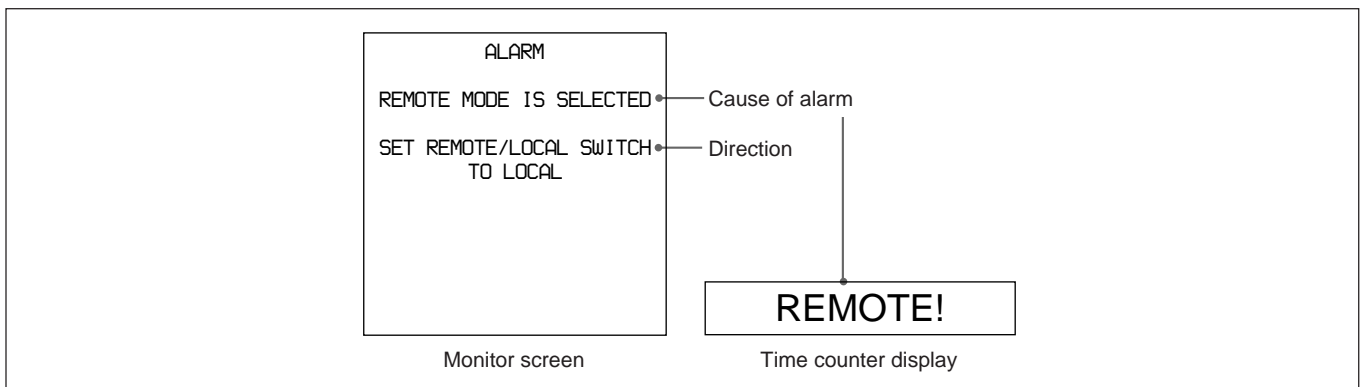 ALARM
REMOTE MODE IS SELECTED
Cause of alarm
SET REMOTE/LOCAL SWITCH
TO LOCAL
Direction
REMOTE!
Monitor screen
Time counter display